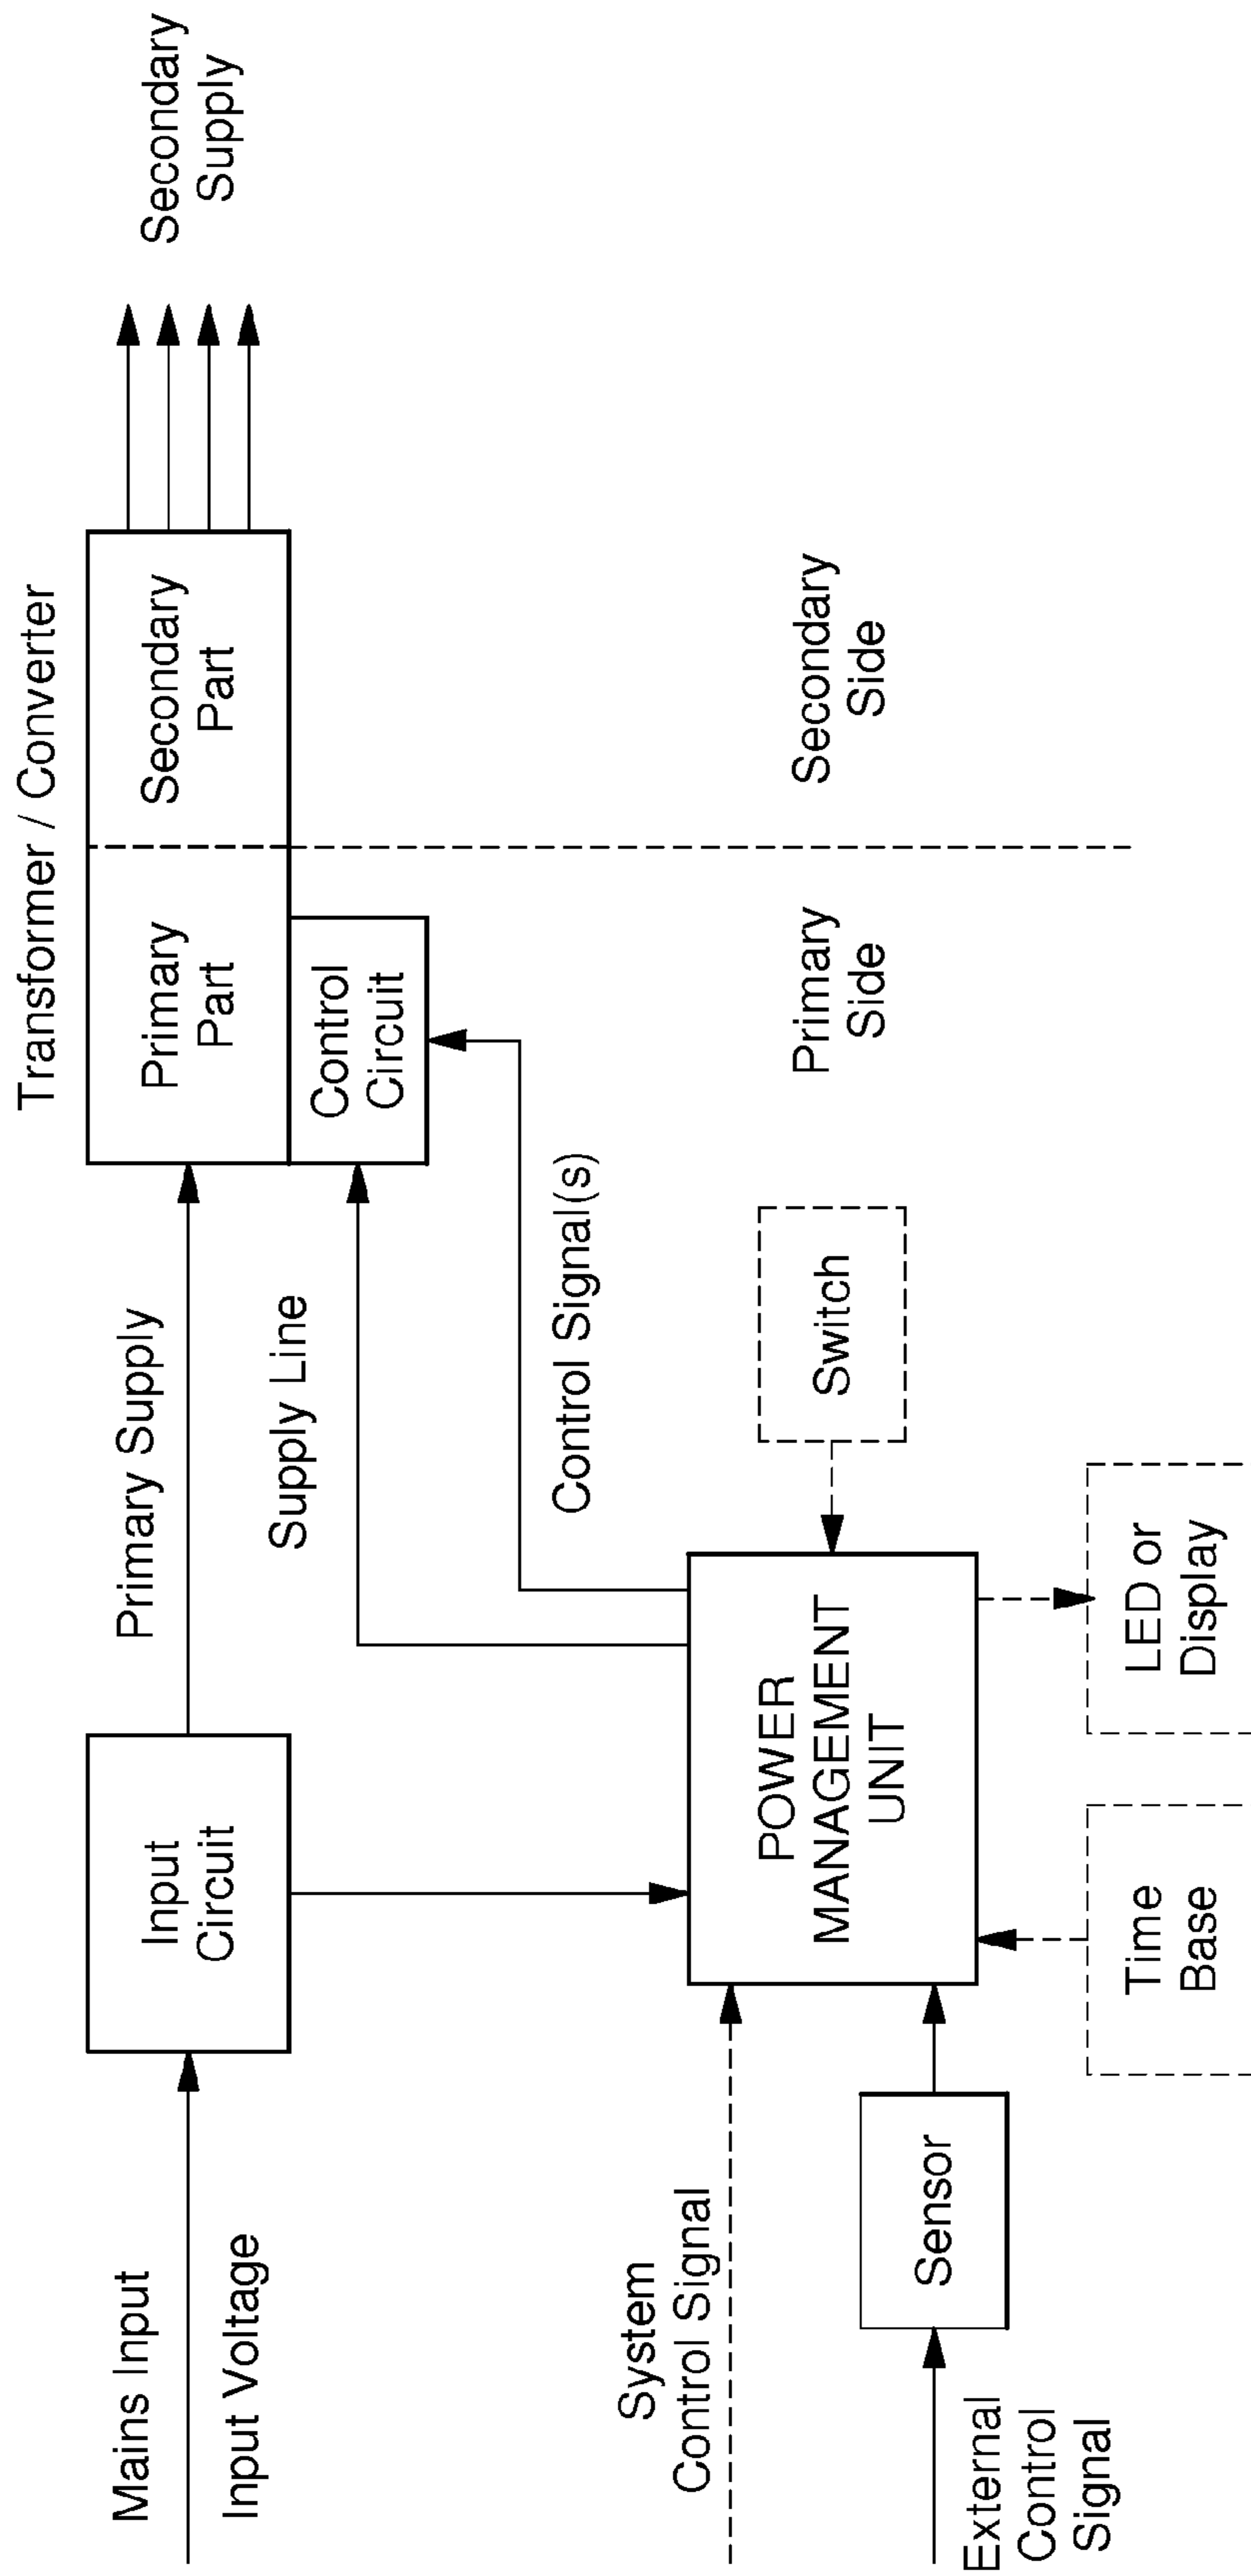 Transformer / Converter
Mains Input
Input Voltage
Input
Circuit
Primary Supply
Primary
Part
Secondary
Part
Secondary
Supply
Supply Line
Control
Circuit
Control Signal(s)
System
Control Signal
POWER
MANAGEMENT
UNIT
Switch
Primary
Side
Secondary
Side
External
Control
Signal
Sensor
Time
Base
LED or
Display